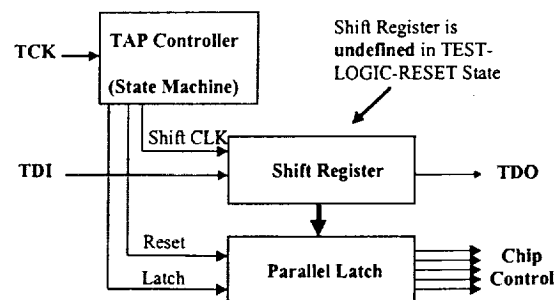 TAP Controller
(State Machine)
TCK
Shift Register is
undefined in TEST-
LOGIC-RESET State
Shift CLK
TDI
Shift Register
TDO
Reset
Latch
Parallel Latch
Chip
Control